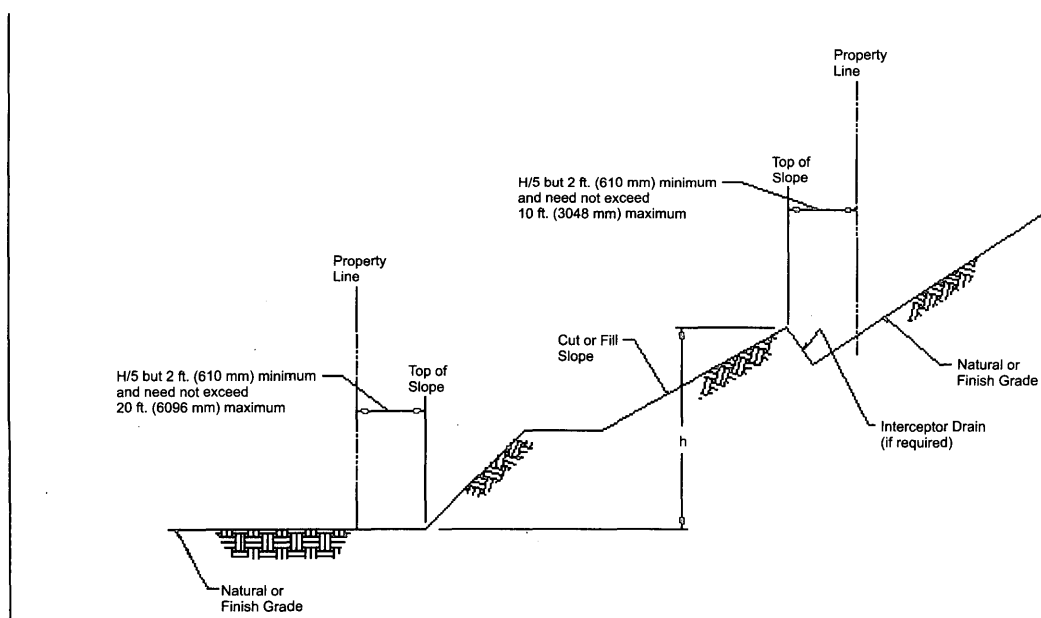 Property
Line
Top of
Slope
H/5 but 2 ft. (610 mm) minimum
and need not exceed
10 ft. (3048 mm) maximum
Property
Line
Cut or Fill
Slope
Natural or
Finish Grade
H/5 but 2 ft. (610 mm) minimum
and need not exceed
20 ft. (6096 mm) maximum
Top of
Slope
h
Interceptor Drain
(if required)
Natural or
Finish Grade